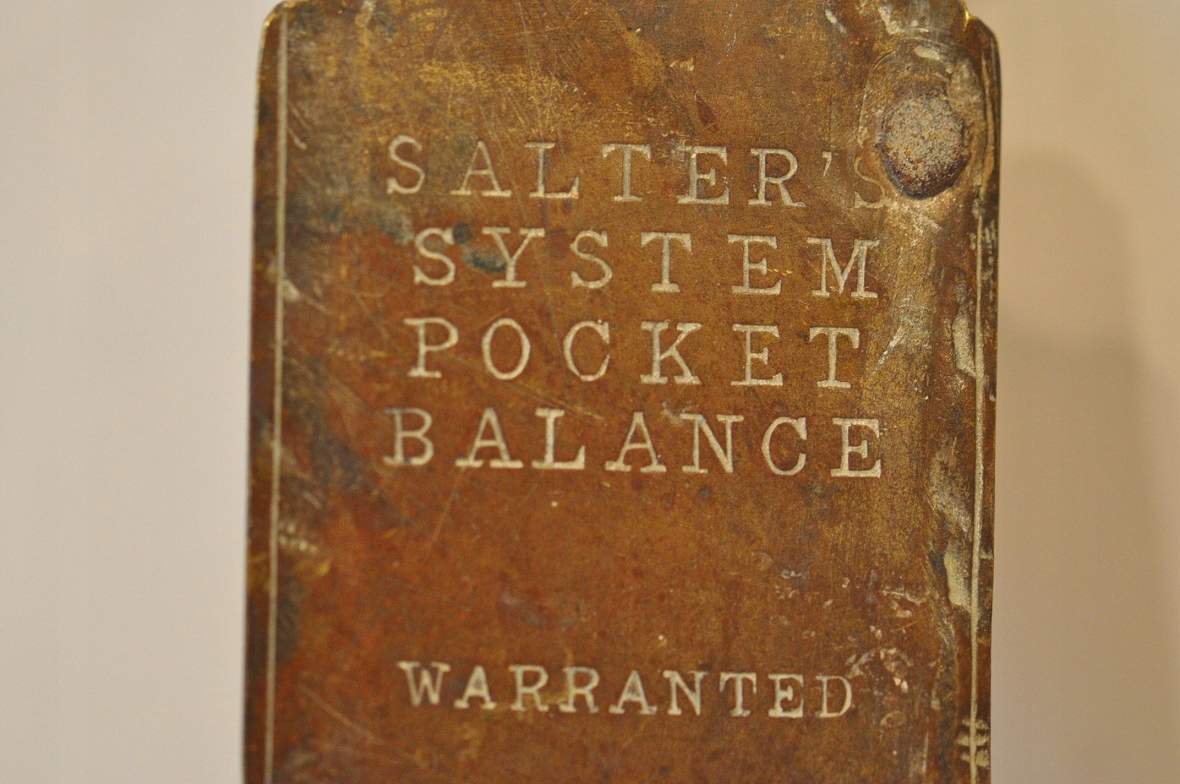 SALTER'S
SYSTEM
POCKET
BALANCE
WARRANTED